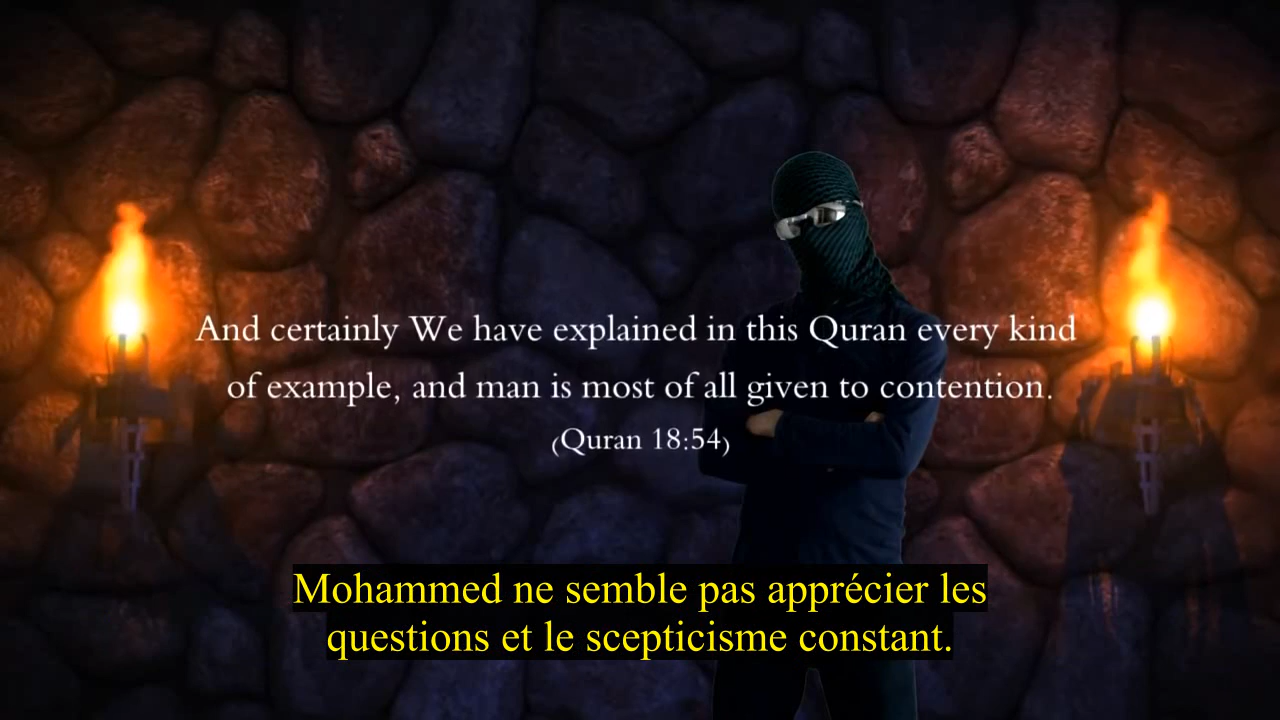 And certainly We have explained in this Quran every kind
of example, and man is most of all given to contention.
(Quran 18:54)
Mohammed ne semble pas apprécier les
questions et le scepticisme constant.